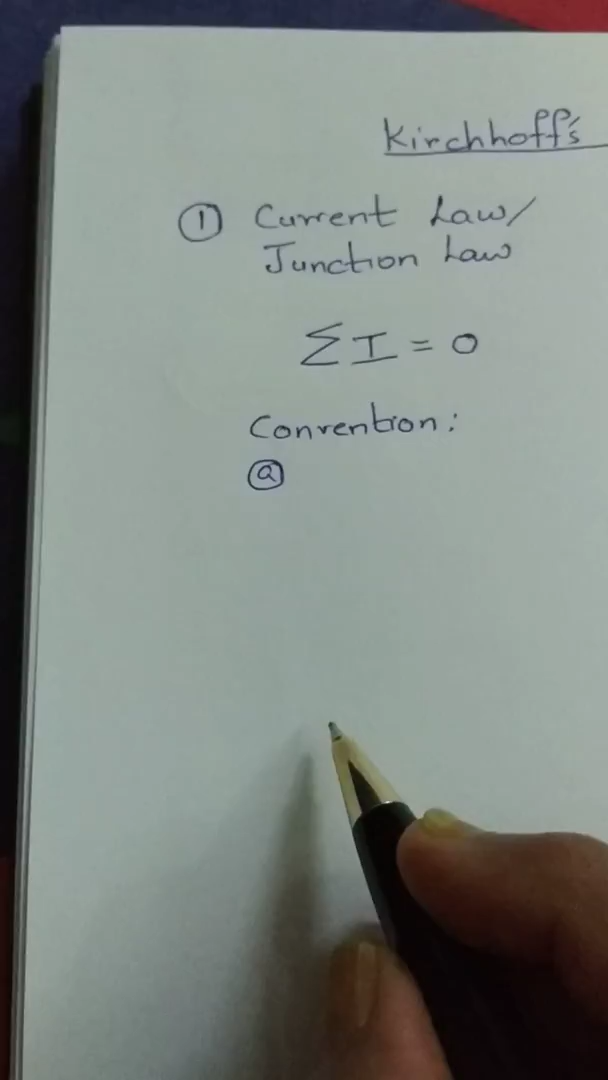 Kirchhoff's
① Current Law/
Junction Law
ΣI = 0
Convention:
ⓐ